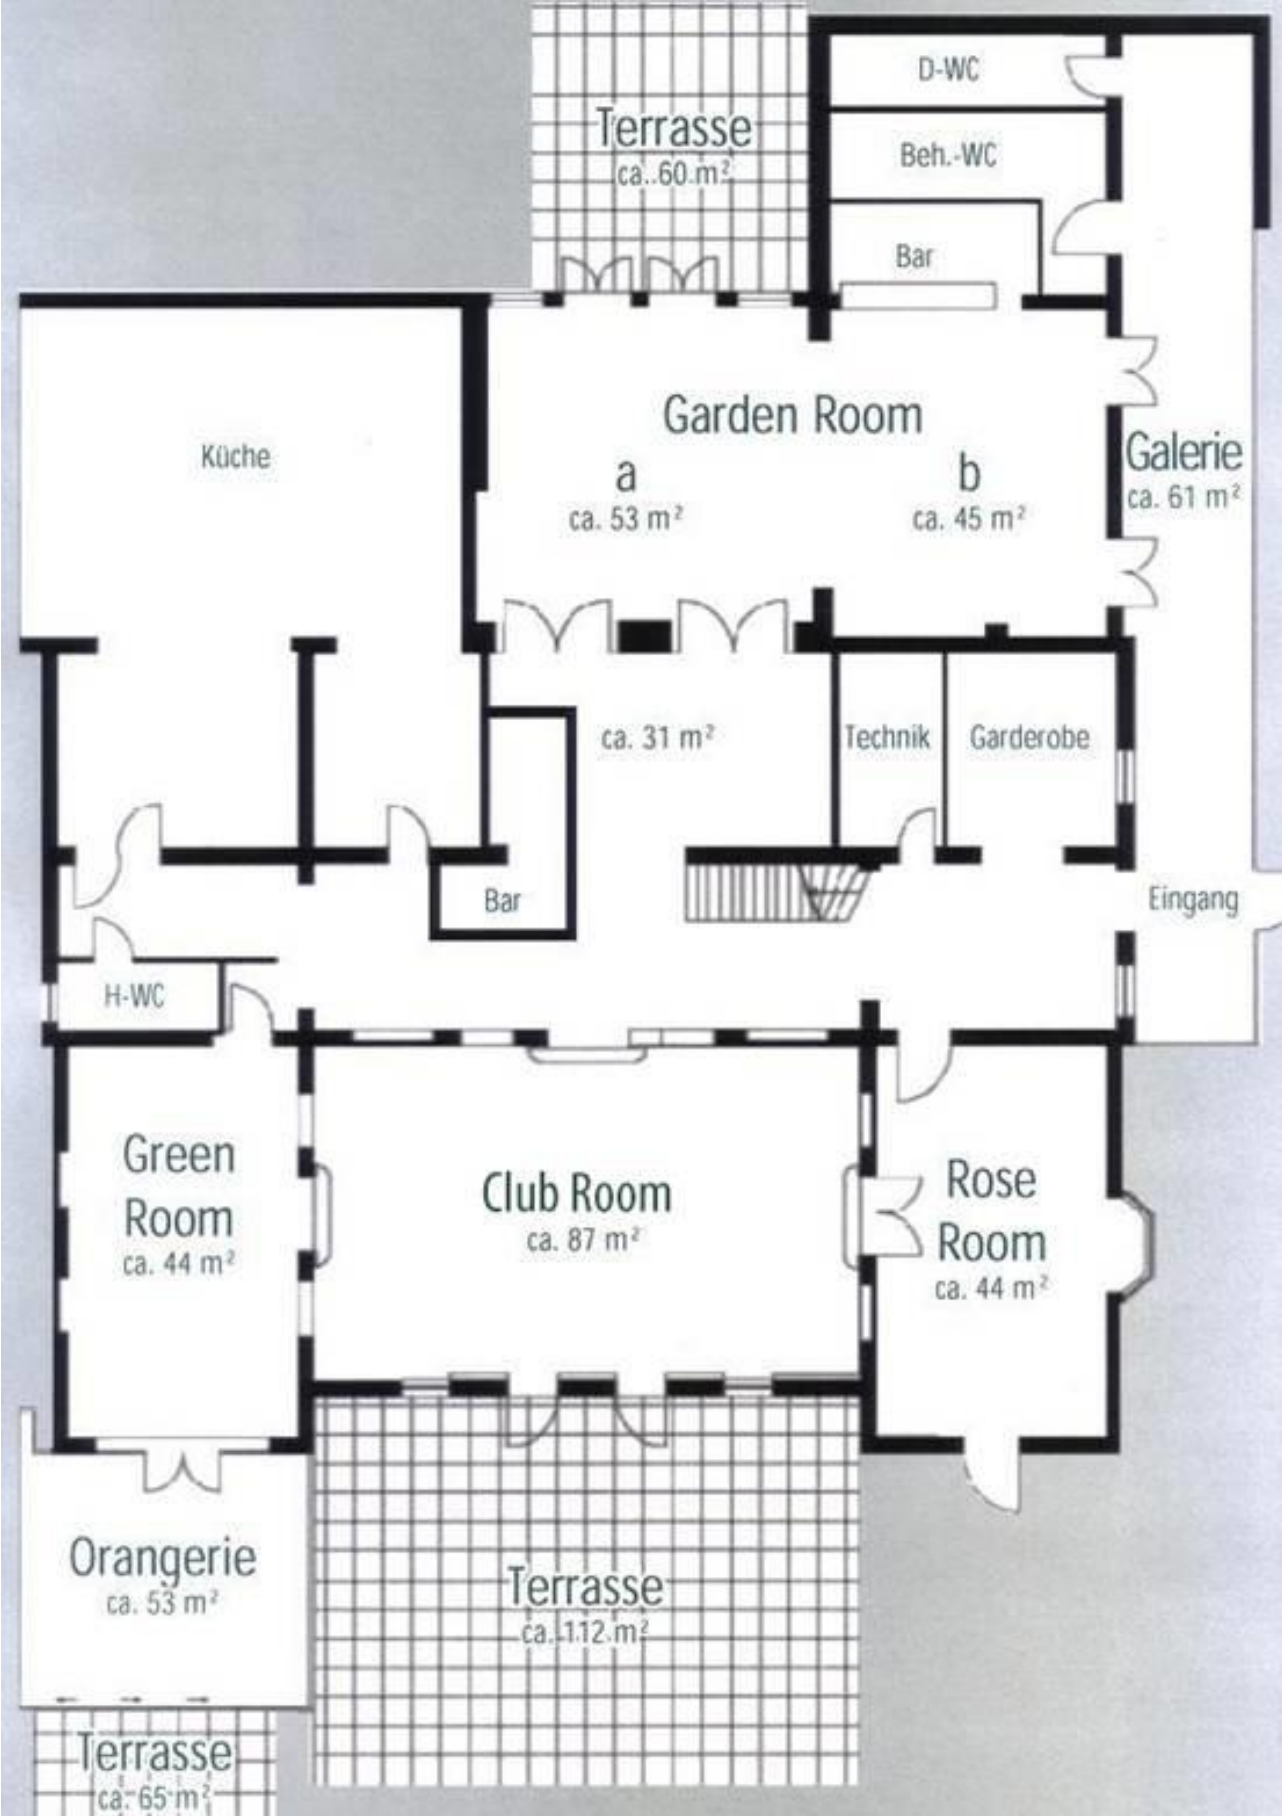 D-WC
Terrasse
ca. 60 m²
Beh.-WC
Bar
Garden Room
Küche
a
ca. 53 m²
b
ca. 45 m²
Galerie
ca. 61 m²
ca. 31 m²
Technik
Garderobe
Bar
Eingang
H-WC
Green
Room
ca. 44 m²
Club Room
ca. 87 m²
Rose
Room
ca. 44 m²
Orangerie
ca. 53 m²
Terrasse
ca. 112 m²
Terrasse
ca. 65 m²